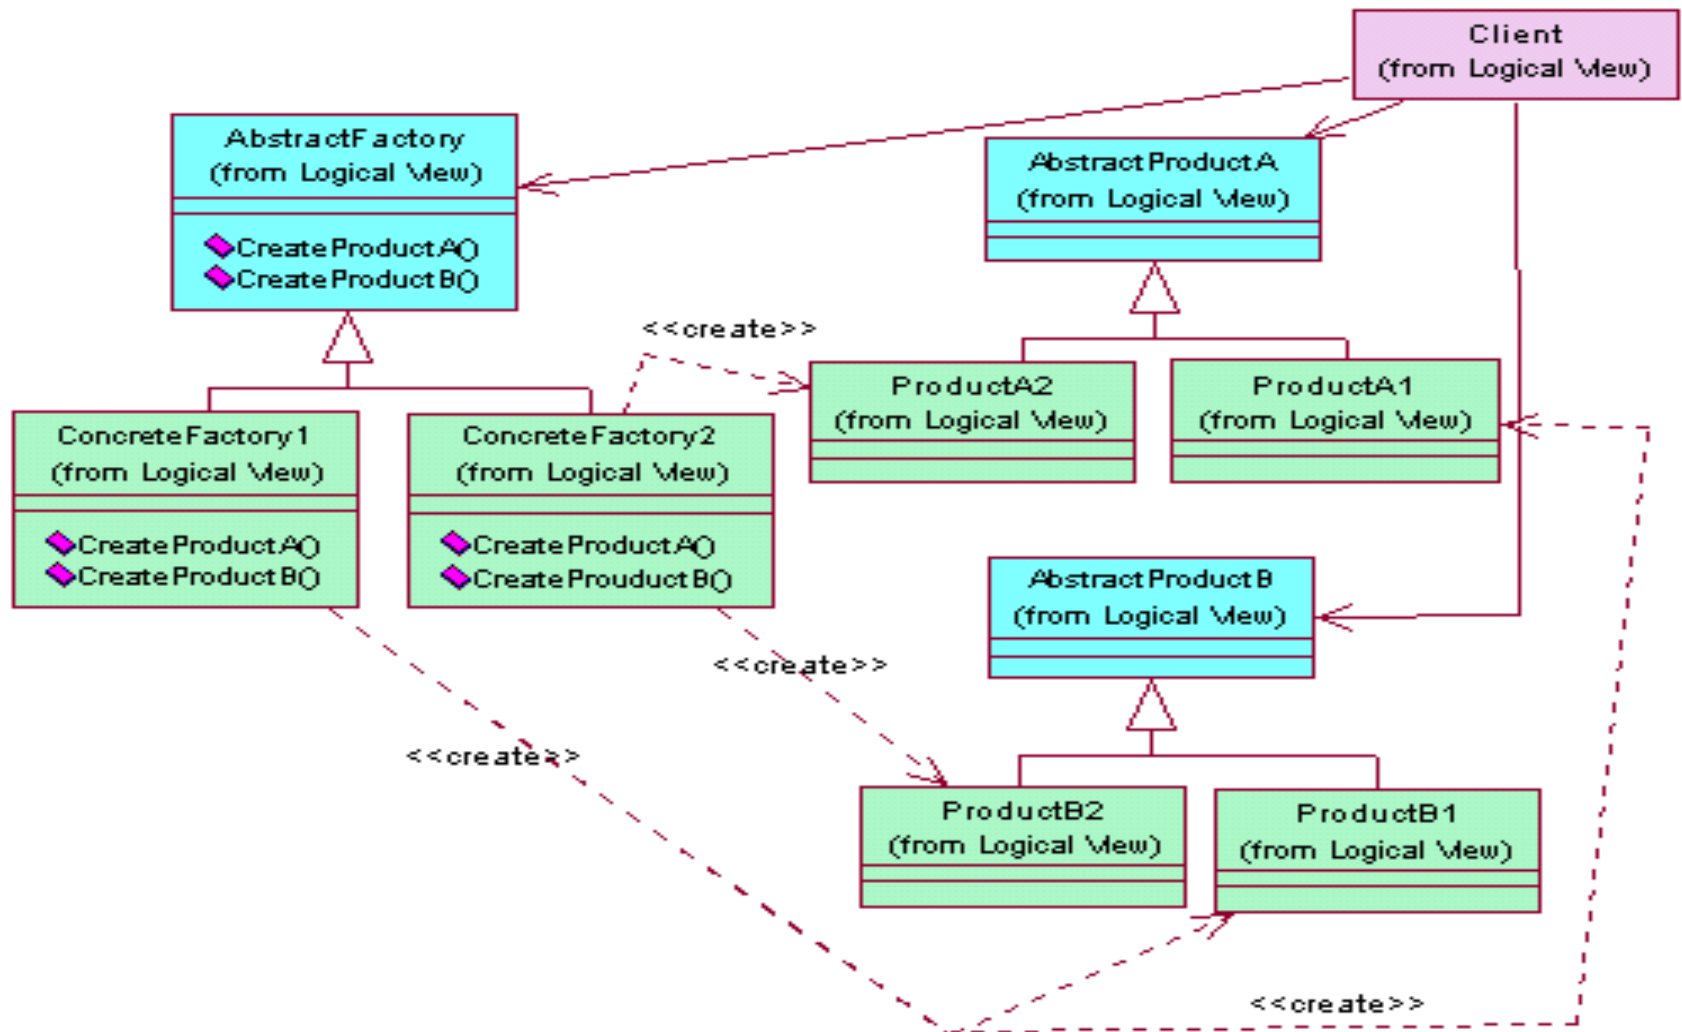 Client
(from Logical View)
AbstractFactory
(from Logical View)
CreateProductA()
CreateProductB()
AbstractProductA
(from Logical View)
<<create>>
ProductA2
(from Logical View)
ProductA1
(from Logical View)
ConcreteFactory1
(from Logical View)
CreateProductA()
CreateProductB()
ConcreteFactory2
(from Logical View)
CreateProductA()
CreateProuductB()
AbstractProductB
(from Logical View)
<<create>>
<<create>>
ProductB2
(from Logical View)
ProductB1
(from Logical View)
<<create>>